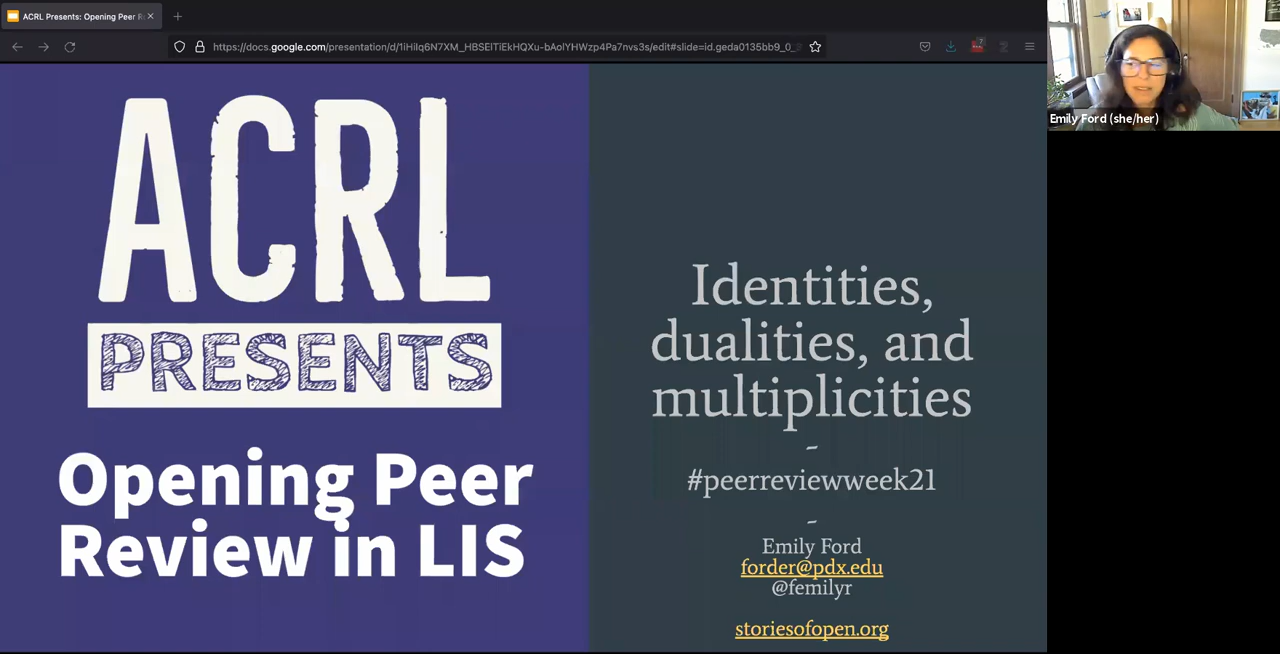 ACRL Presents: Opening Peer R
https://docs.google.com/presentation/d/1iHiIq6N7XM_HBSElTiEkHQXu-bAolYHWzp4Pa7nvs3s/edit#slide=id.geda0135bb9_0_
7
Emily Ford (she/her)
ACRL
PRESENTS
Opening Peer
Review in LIS
Identities,
dualities, and
multiplicities
-
#peerreviewweek21
-
Emily Ford
forder@pdx.edu
@femilyr
storiesofopen.org